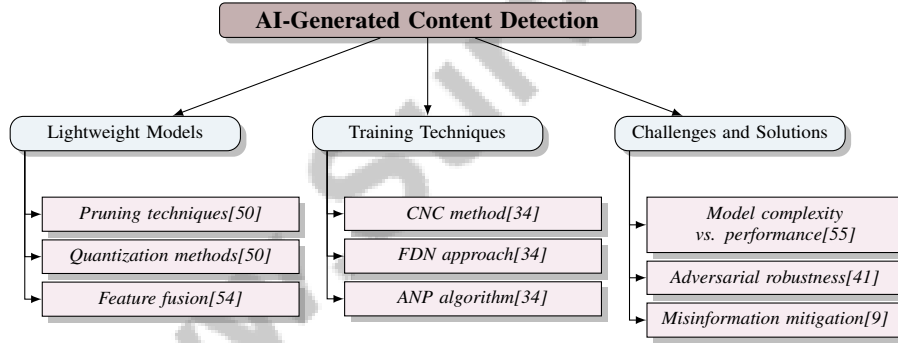 AI-Generated Content Detection
Lightweight Models
Pruning techniques[50]
Quantization methods[50]
Feature fusion[54]
Training Techniques
CNC method[34]
FDN approach[34]
ANP algorithm[34]
Challenges and Solutions
Model complexity
vs. performance[55]
Adversarial robustness[41]
Misinformation mitigation[9]